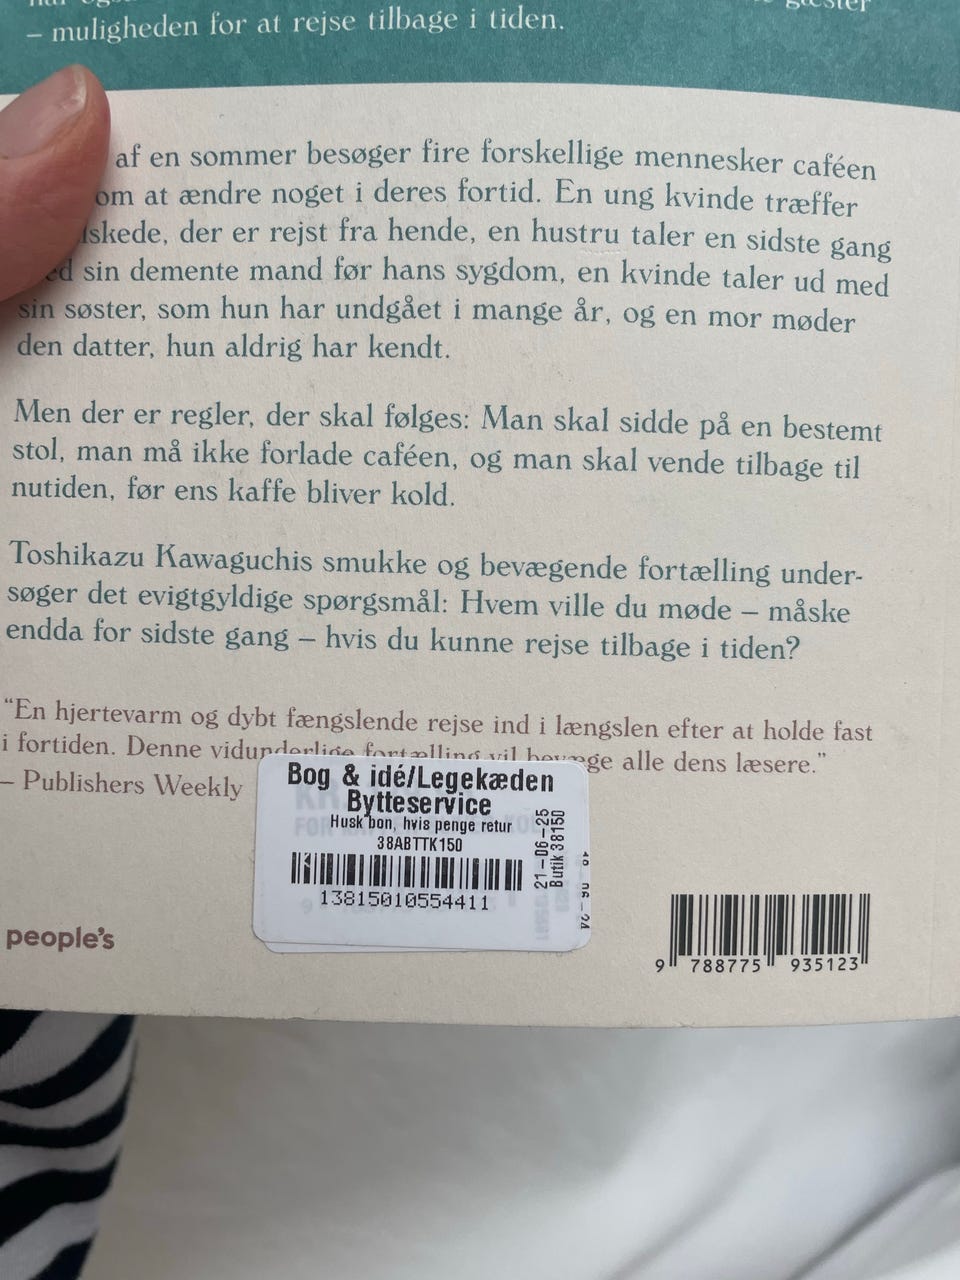 – muligheden for at rejse tilbage i tiden.
af en sommer besøger fire forskellige mennesker caféen
om at ændre noget i deres fortid. En ung kvinde træffer
lskede, der er rejst fra hende, en hustru taler en sidste gang
ed sin demente mand før hans sygdom, en kvinde taler ud med
sin søster, som hun har undgået i mange år, og en mor møder
den datter, hun aldrig har kendt.
Men der er regler, der skal følges: Man skal sidde på en bestemt
stol, man må ikke forlade caféen, og man skal vende tilbage til
nutiden, før ens kaffe bliver kold.
Toshikazu Kawaguchis smukke og bevægende fortælling under-
søger det evigtgyldige spørgsmål: Hvem ville du møde – måske
endda for sidste gang – hvis du kunne rejse tilbage i tiden?
“En hjertevarm og dybt fængslende rejse ind i længslen efter at holde fast
i fortiden. Denne vidunderlige fortælling vil bevæge alle dens læsere.”
– Publishers Weekly
Bog & idé/Legekæden
Bytteservice
Husk bon, hvis penge retur
38ABTTK150
13815010554411
21-06-25
Butik 38150
people's
9 788775 935123